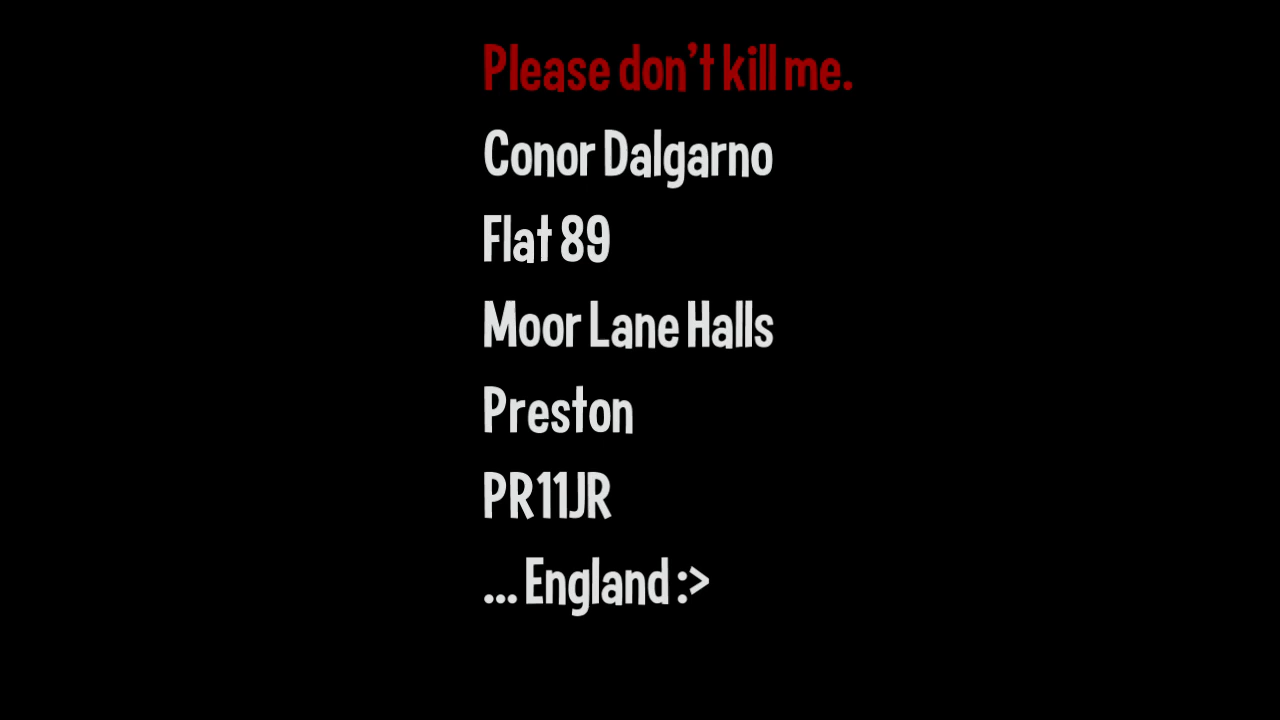 Please don't kill me.
Conor Dalgarno
Flat 89
Moor Lane Halls
Preston
PR11JR
... England :>